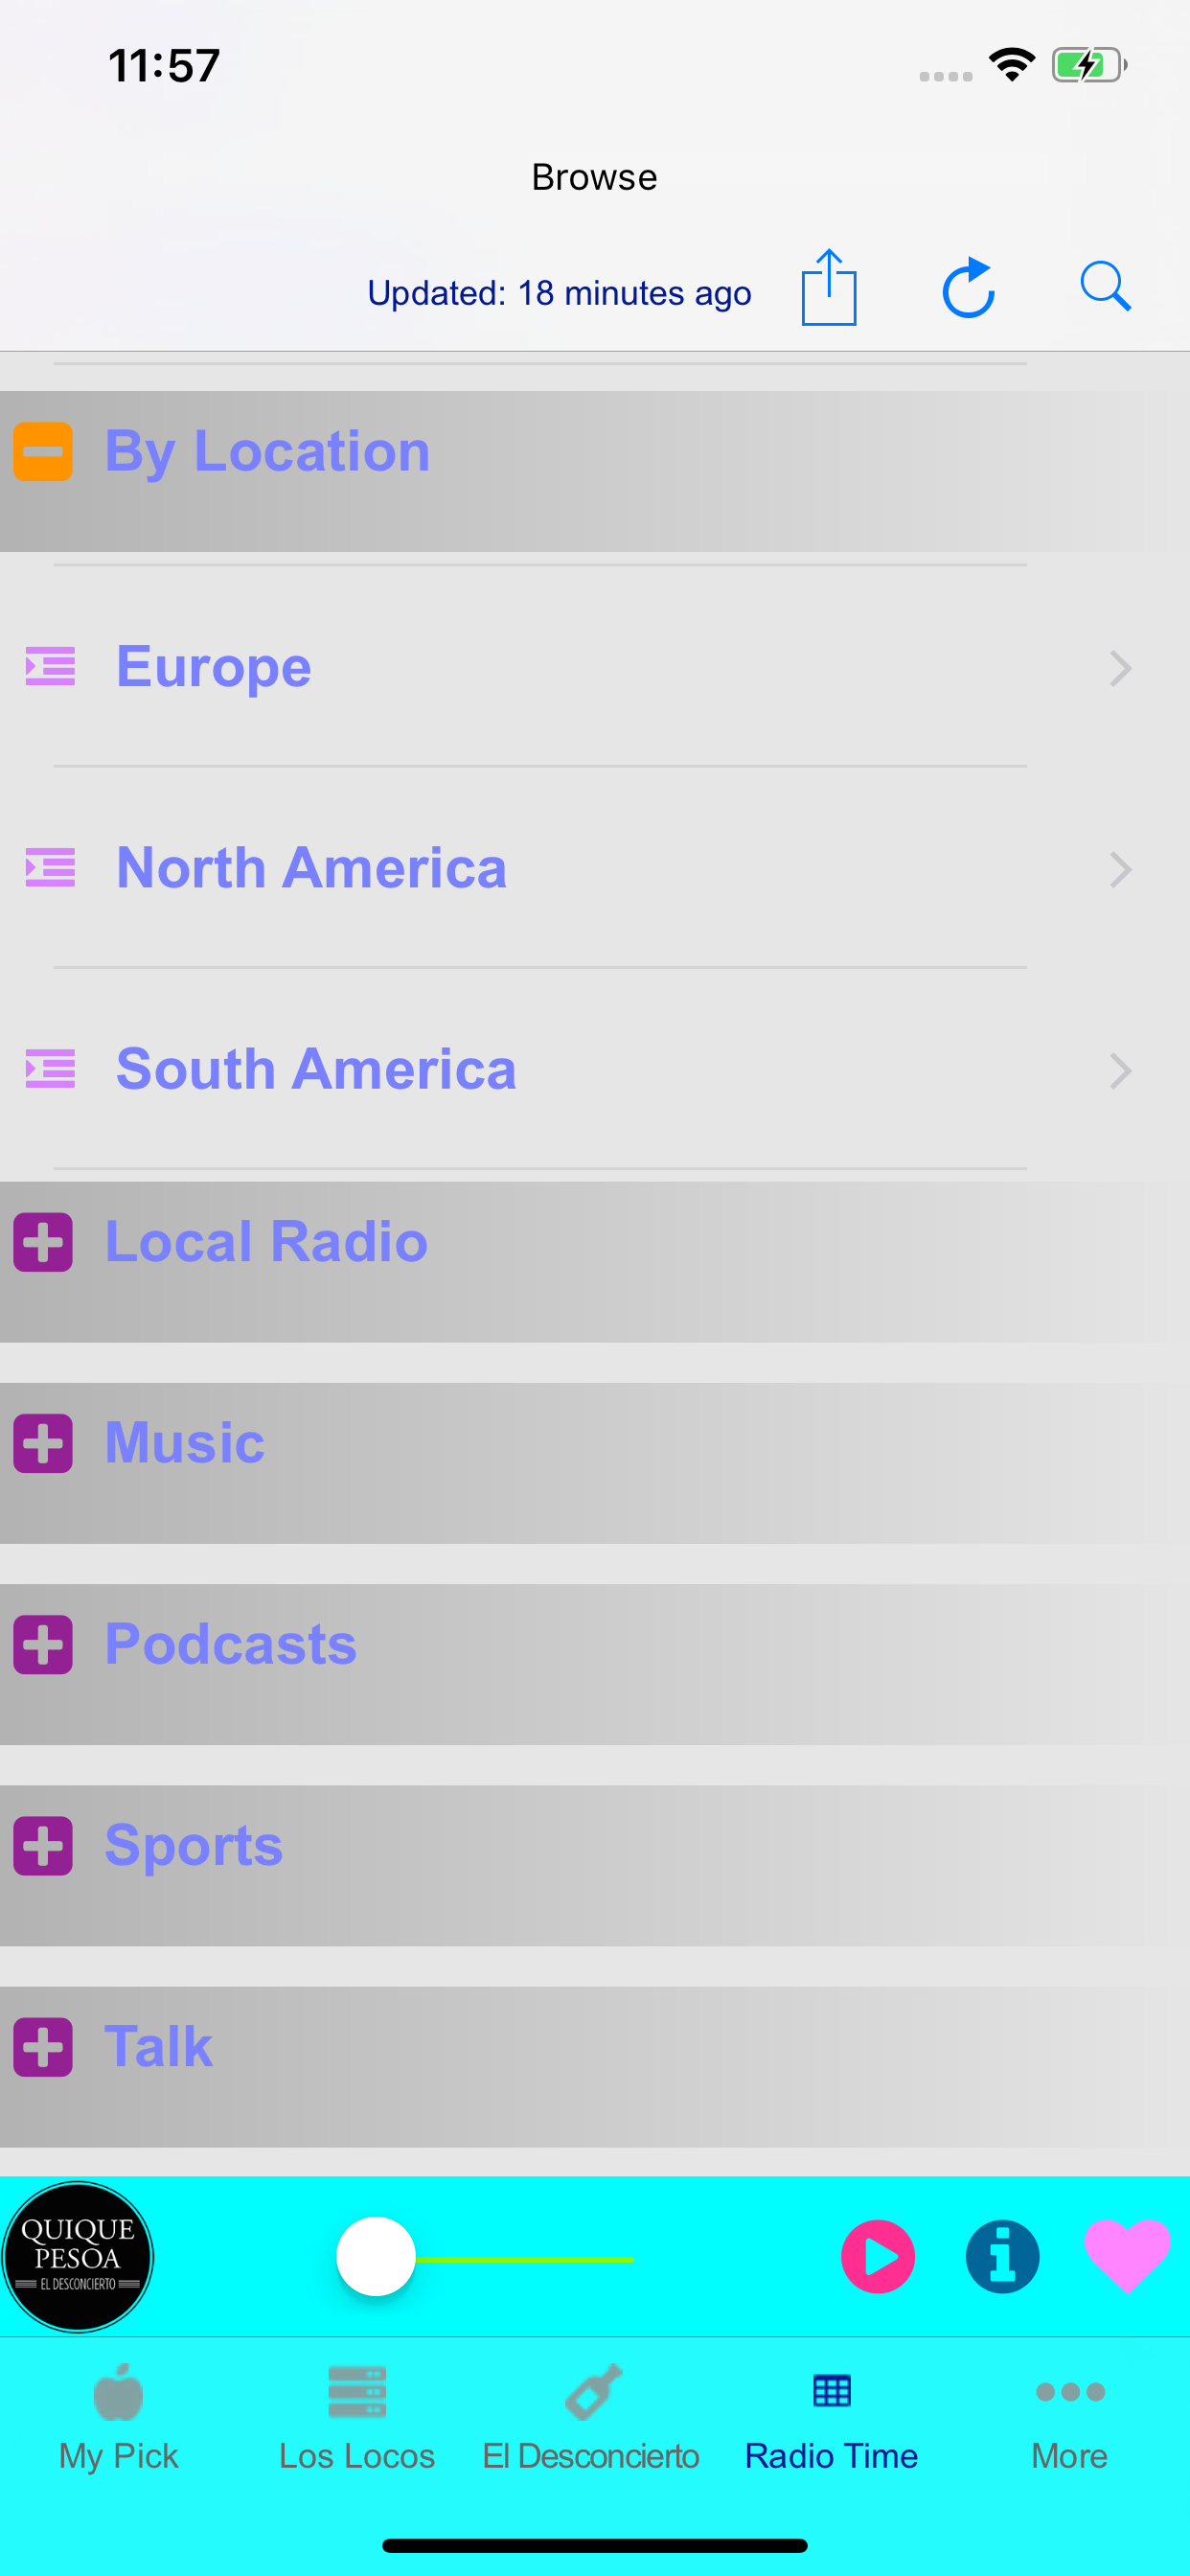 11:57
Browse
Updated: 18 minutes ago
By Location
Europe
North America
South America
Local Radio
Music
Podcasts
Sports
Talk
QUIQUE
PESOA
EL DESCONCIERTO
My Pick
Los Locos
El Desconcierto
Radio Time
More